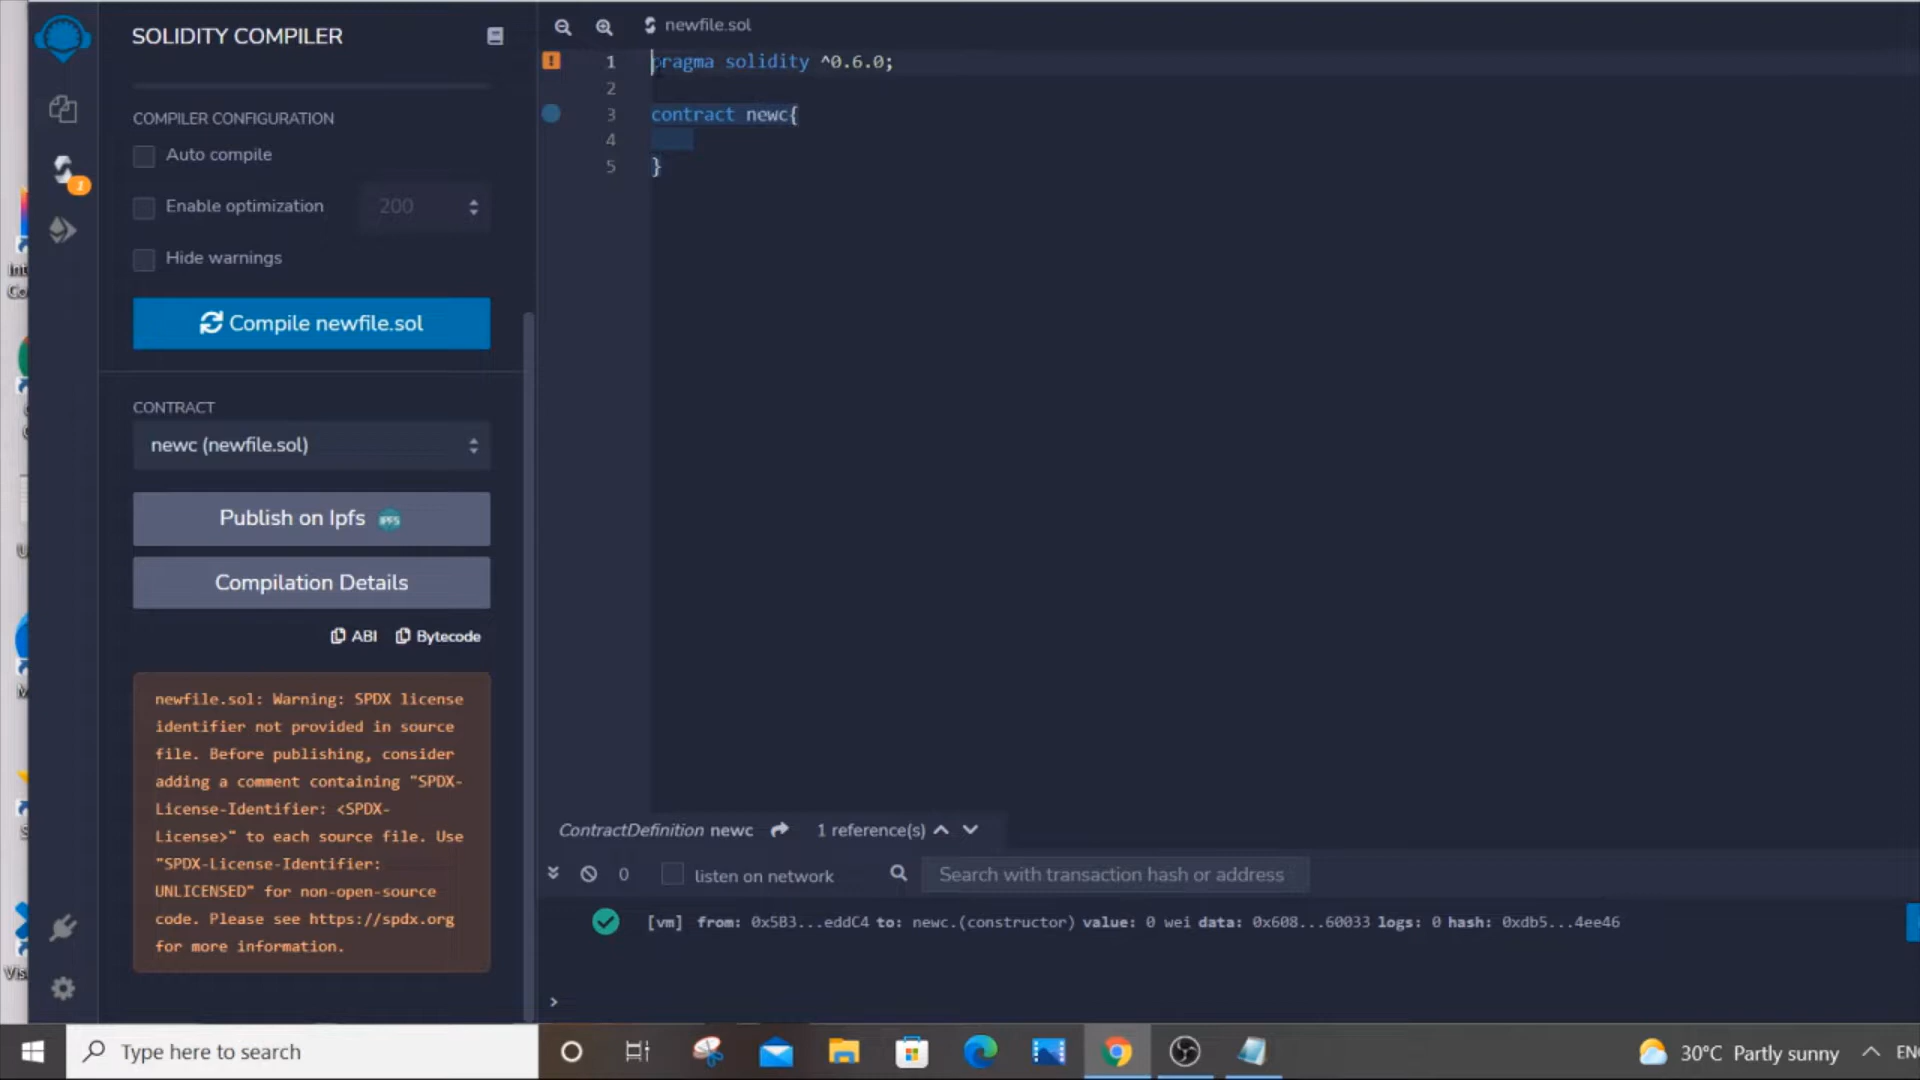 SOLIDITY COMPILER
COMPILER CONFIGURATION
Auto compile
Enable optimization 200
Hide warnings
Compile newfile.sol
CONTRACT
newc (newfile.sol)
Publish on Ipfs IPFS
Compilation Details
ABI Bytecode
newfile.sol: Warning: SPDX license
identifier not provided in source
file. Before publishing, consider
adding a comment containing "SPDX-
License-Identifier: <SPDX-
License>" to each source file. Use
"SPDX-License-Identifier:
UNLICENSED" for non-open-source
code. Please see https://spdx.org
for more information.
newfile.sol
1 pragma solidity ^0.6.0;
2
3 contract newc{
4
5 }
ContractDefinition newc 1 reference(s)
0 listen on network Search with transaction hash or address
[vm] from: 0x5B3...eddC4 to: newc.(constructor) value: 0 wei data: 0x608...60033 logs: 0 hash: 0xdb5...4ee46
>
1
Type here to search
30°C Partly sunny